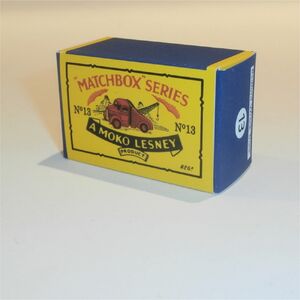 "MATCHBOX" SERIES
Nº13
Nº13
A MOKO LESNEY
PRODUCT
13